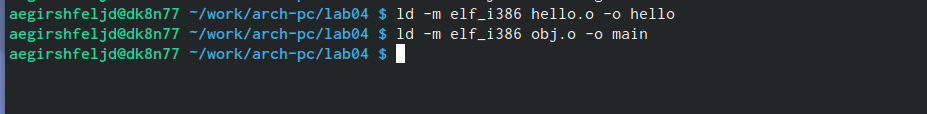 aegirshfeljd@dk8n77 ~/work/arch-pc/lab04 $ ld -m elf_i386 hello.o -o hello
aegirshfeljd@dk8n77 ~/work/arch-pc/lab04 $ ld -m elf_i386 obj.o -o main
aegirshfeljd@dk8n77 ~/work/arch-pc/lab04 $